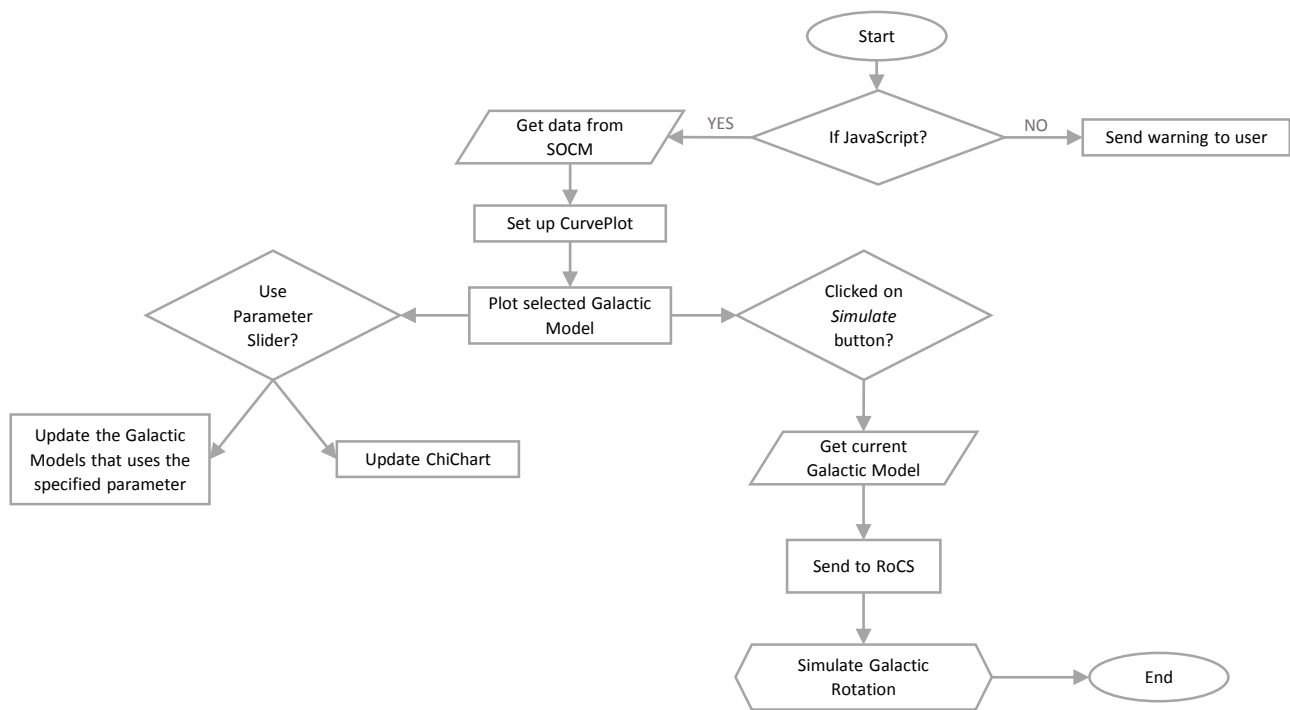 Start
If JavaScript?
YES
NO
Get data from
SOCM
Send warning to user
Set up CurvePlot
Plot selected Galactic
Model
Use
Parameter
Slider?
Clicked on
Simulate
button?
Update the Galactic
Models that uses the
specified parameter
Update ChiChart
Get current
Galactic Model
Send to RoCS
Simulate Galactic
Rotation
End